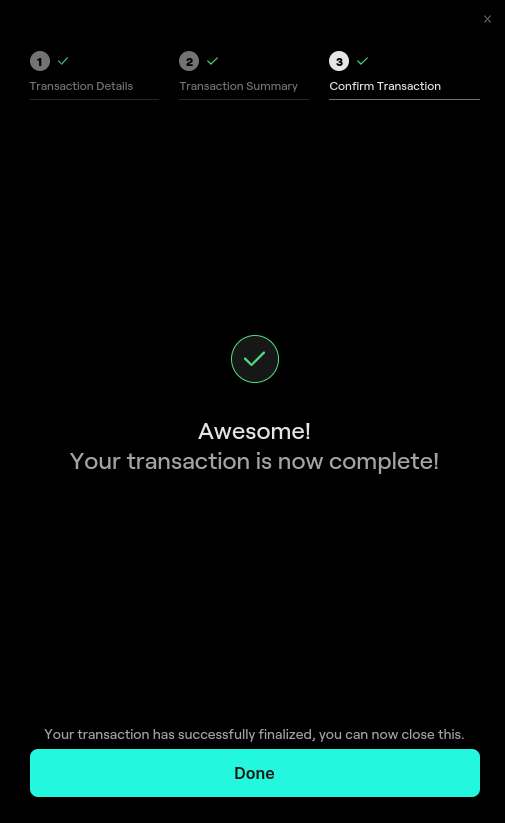 1
2
3
Transaction Details
Transaction Summary
Confirm Transaction
Awesome!
Your transaction is now complete!
Your transaction has successfully finalized, you can now close this.
Done